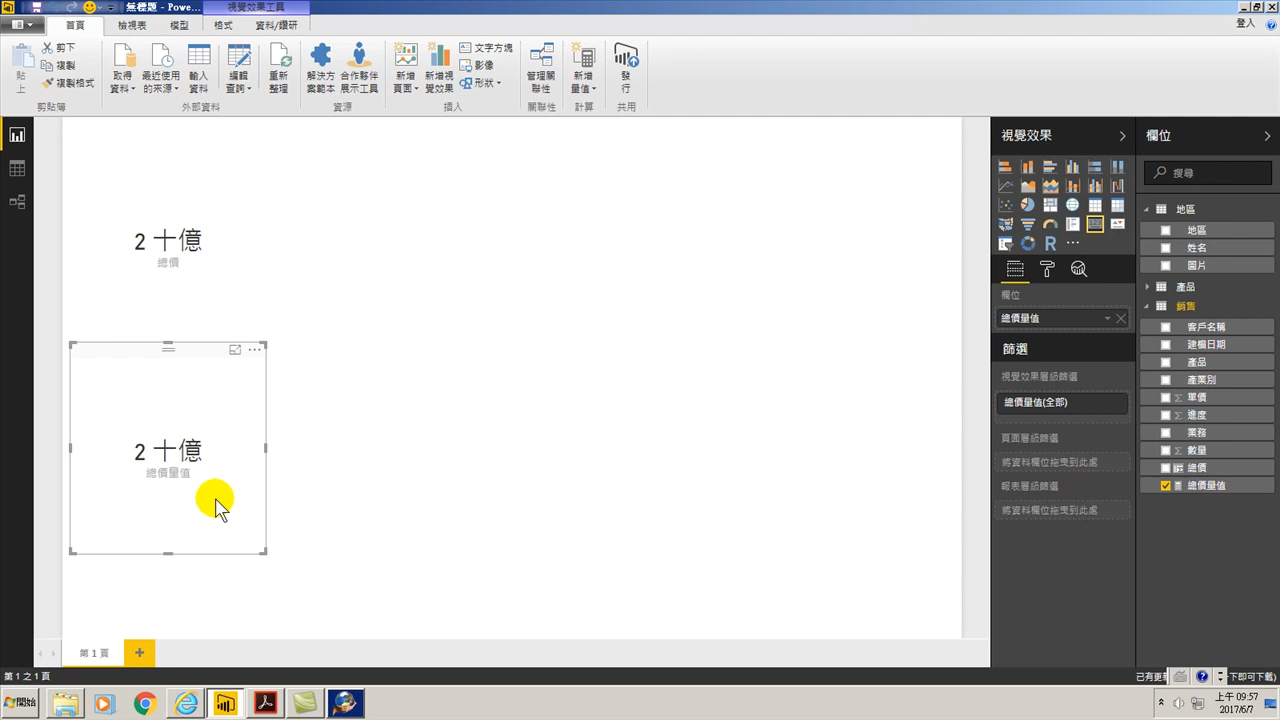 無標題 - Powe...
視覺效果工具
首頁
檢視表
模型
格式
資料/鑽研
登入
貼上
剪下
複製
複製格式
剪貼簿
取得資料
最近使用的來源
輸入資料
編輯查詢
外部資料
重新整理
解決方案範本
合作夥伴展示工具
資源
新增頁面
新增視覺效果
文字方塊
影像
形狀
插入
管理關聯性
關聯性
新增量值
計算
發行
共用
2 十億
總價
2 十億
總價量值
視覺效果
R
欄位
總價量值
篩選
視覺效果層級篩選
總價量值(全部)
頁面層級篩選
將資料欄位拖曳到此處
報表層級篩選
將資料欄位拖曳到此處
欄位
搜尋
地區
地區
姓名
圖片
產品
銷售
客戶名稱
建檔日期
產品
產業別
Σ 單價
Σ 進度
業務
Σ 數量
總價
總價量值
第 1 頁
第 1 之 1 頁
已有更新
下即可下載)
開始
上午 09:57
2017/6/7